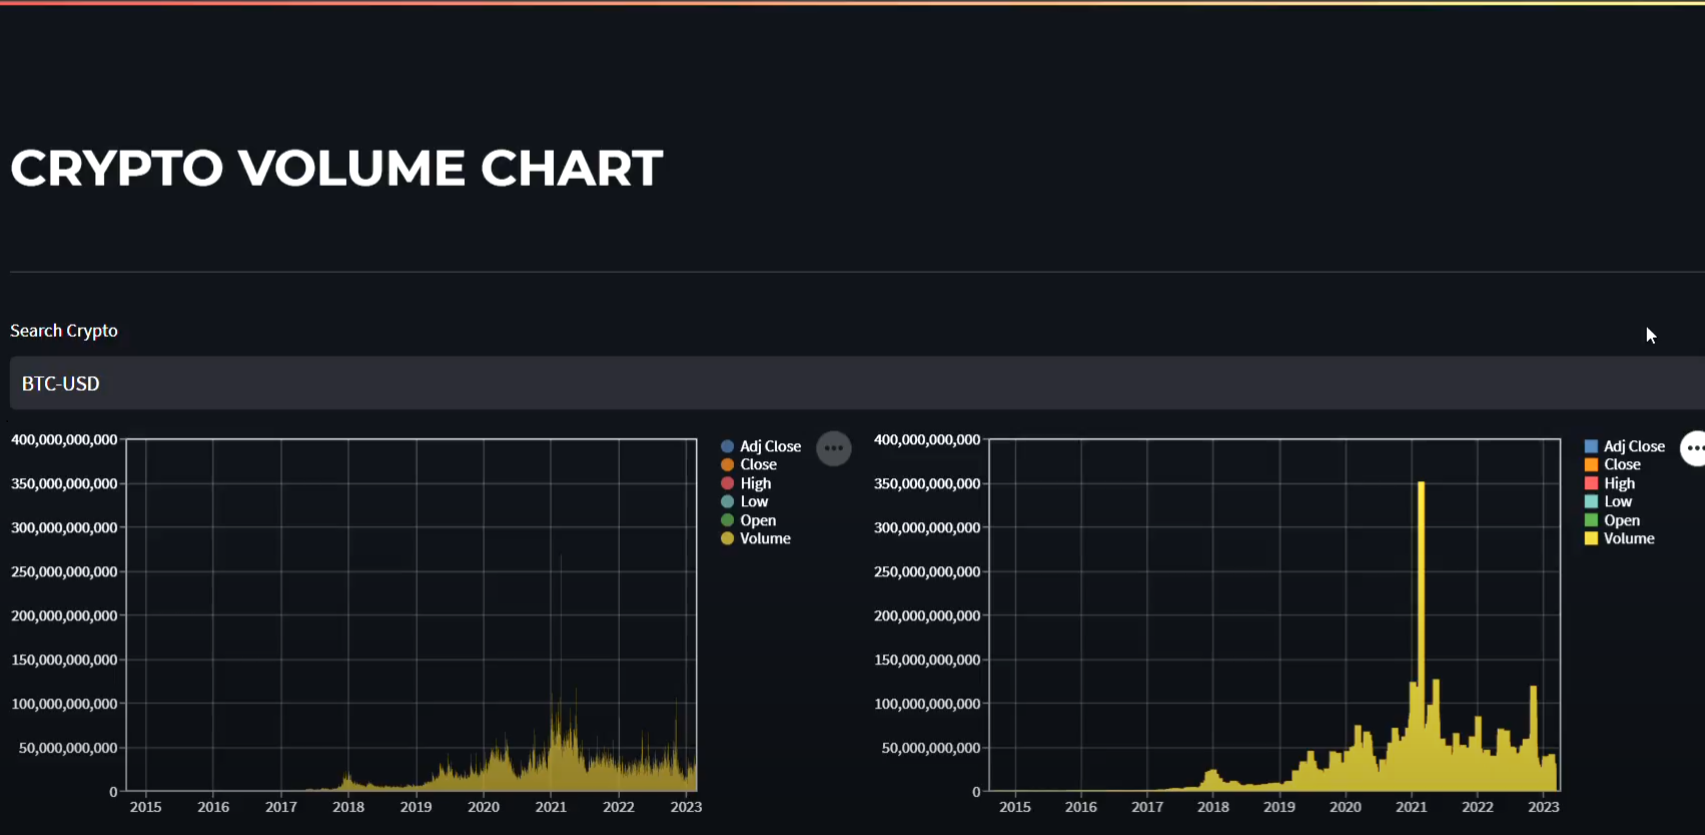 CRYPTO VOLUME CHART
Search Crypto
BTC-USD
400,000,000,000
350,000,000,000
300,000,000,000
250,000,000,000
200,000,000,000
150,000,000,000
100,000,000,000
50,000,000,000
0
2015 2016 2017 2018 2019 2020 2021 2022 2023
Adj Close
Close
High
Low
Open
Volume
400,000,000,000
350,000,000,000
300,000,000,000
250,000,000,000
200,000,000,000
150,000,000,000
100,000,000,000
50,000,000,000
0
2015 2016 2017 2018 2019 2020 2021 2022 2023
Adj Close
Close
High
Low
Open
Volume